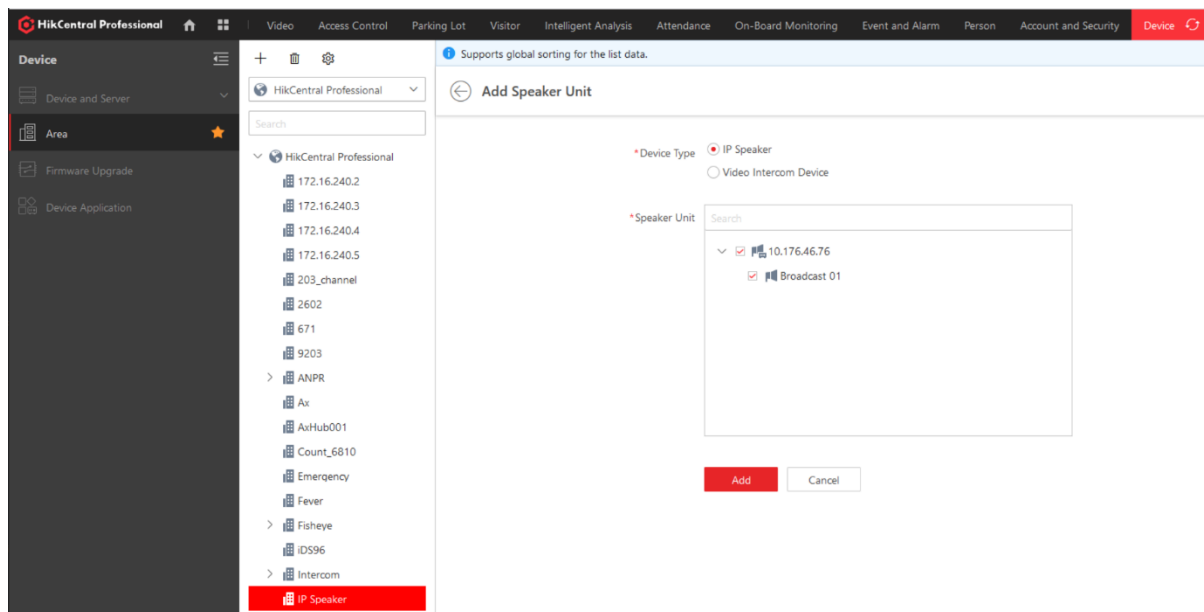 HikCentral Professional
Video Access Control Parking Lot Visitor Intelligent Analysis Attendance On-Board Monitoring Event and Alarm Person Account and Security Device
Device
Device and Server
Area
Firmware Upgrade
Device Application
HikCentral Professional
Search
HikCentral Professional
172.16.240.2
172.16.240.3
172.16.240.4
172.16.240.5
203_channel
2602
671
9203
ANPR
Ax
AxHub001
Count_6810
Emergency
Fever
Fisheye
iDS96
Intercom
IP Speaker
Supports global sorting for the list data.
Add Speaker Unit
*Device Type IP Speaker
Video Intercom Device
*Speaker Unit Search
10.176.46.76
Broadcast 01
Add Cancel